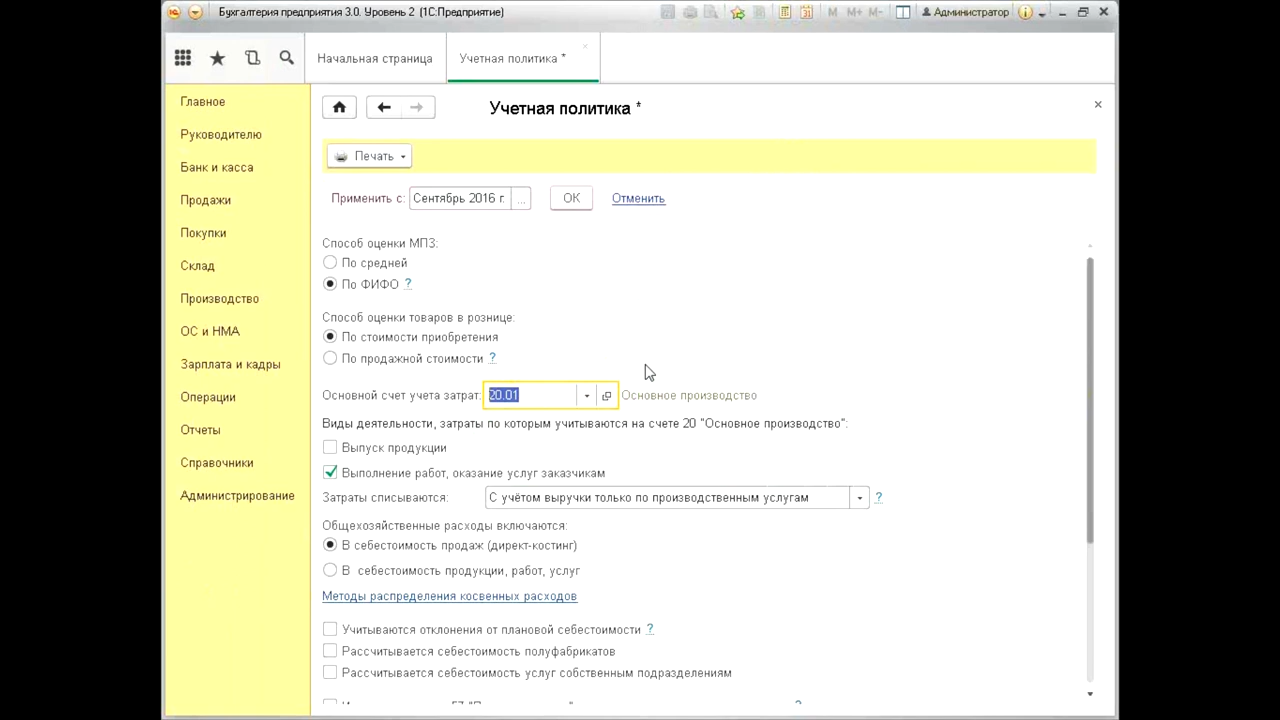 Бухгалтерия предприятия 3.0. Уровень 2 (1С:Предприятие)
M M+ M- Администратор
Начальная страница
Учетная политика *
Главное
Руководителю
Банк и касса
Продажи
Покупки
Склад
Производство
ОС и НМА
Зарплата и кадры
Операции
Отчеты
Справочники
Администрирование
Учетная политика *
Печать
Применить с: Сентябрь 2016 г. ... ОК Отменить
Способ оценки МПЗ:
По средней
По ФИФО ?
Способ оценки товаров в рознице:
По стоимости приобретения
По продажной стоимости ?
Основной счет учета затрат: 20.01 Основное производство
Виды деятельности, затраты по которым учитываются на счете 20 "Основное производство":
Выпуск продукции
Выполнение работ, оказание услуг заказчикам
Затраты списываются: С учётом выручки только по производственным услугам ?
Общехозяйственные расходы включаются:
В себестоимость продаж (директ-костинг)
В себестоимость продукции, работ, услуг
Методы распределения косвенных расходов
Учитываются отклонения от плановой себестоимости ?
Рассчитывается себестоимость полуфабрикатов
Рассчитывается себестоимость услуг собственным подразделениям